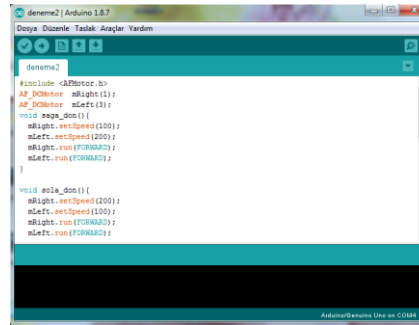 deneme2 | Arduino 1.8.7
Dosya Düzenle Taslak Araçlar Yardım
deneme2
#include <AFMotor.h>
AF_DCMotor mRight(1);
AF_DCMotor mLeft(3);
void saga_don(){
mRight.setSpeed(100);
mLeft.setSpeed(200);
mRight.run(FORWARD);
mLeft.run(FORWARD);
}
void sola_don(){
mRight.setSpeed(200);
mLeft.setSpeed(100);
mRight.run(FORWARD);
mLeft.run(FORWARD);
Arduino/Genuino Uno on COM4